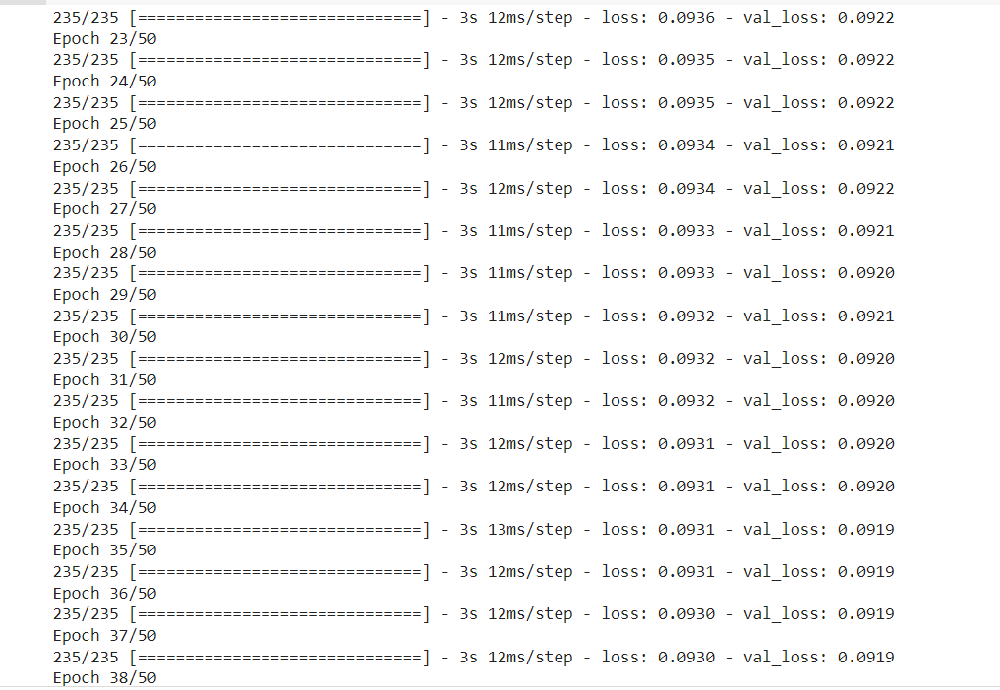 235/235 [==============================] - 3s 12ms/step - loss: 0.0936 - val_loss: 0.0922
Epoch 23/50
235/235 [==============================] - 3s 12ms/step - loss: 0.0935 - val_loss: 0.0922
Epoch 24/50
235/235 [==============================] - 3s 12ms/step - loss: 0.0935 - val_loss: 0.0922
Epoch 25/50
235/235 [==============================] - 3s 11ms/step - loss: 0.0934 - val_loss: 0.0921
Epoch 26/50
235/235 [==============================] - 3s 12ms/step - loss: 0.0934 - val_loss: 0.0922
Epoch 27/50
235/235 [==============================] - 3s 11ms/step - loss: 0.0933 - val_loss: 0.0921
Epoch 28/50
235/235 [==============================] - 3s 11ms/step - loss: 0.0933 - val_loss: 0.0920
Epoch 29/50
235/235 [==============================] - 3s 11ms/step - loss: 0.0932 - val_loss: 0.0921
Epoch 30/50
235/235 [==============================] - 3s 12ms/step - loss: 0.0932 - val_loss: 0.0920
Epoch 31/50
235/235 [==============================] - 3s 11ms/step - loss: 0.0932 - val_loss: 0.0920
Epoch 32/50
235/235 [==============================] - 3s 12ms/step - loss: 0.0931 - val_loss: 0.0920
Epoch 33/50
235/235 [==============================] - 3s 12ms/step - loss: 0.0931 - val_loss: 0.0920
Epoch 34/50
235/235 [==============================] - 3s 13ms/step - loss: 0.0931 - val_loss: 0.0919
Epoch 35/50
235/235 [==============================] - 3s 12ms/step - loss: 0.0931 - val_loss: 0.0919
Epoch 36/50
235/235 [==============================] - 3s 12ms/step - loss: 0.0930 - val_loss: 0.0919
Epoch 37/50
235/235 [==============================] - 3s 12ms/step - loss: 0.0930 - val_loss: 0.0919
Epoch 38/50